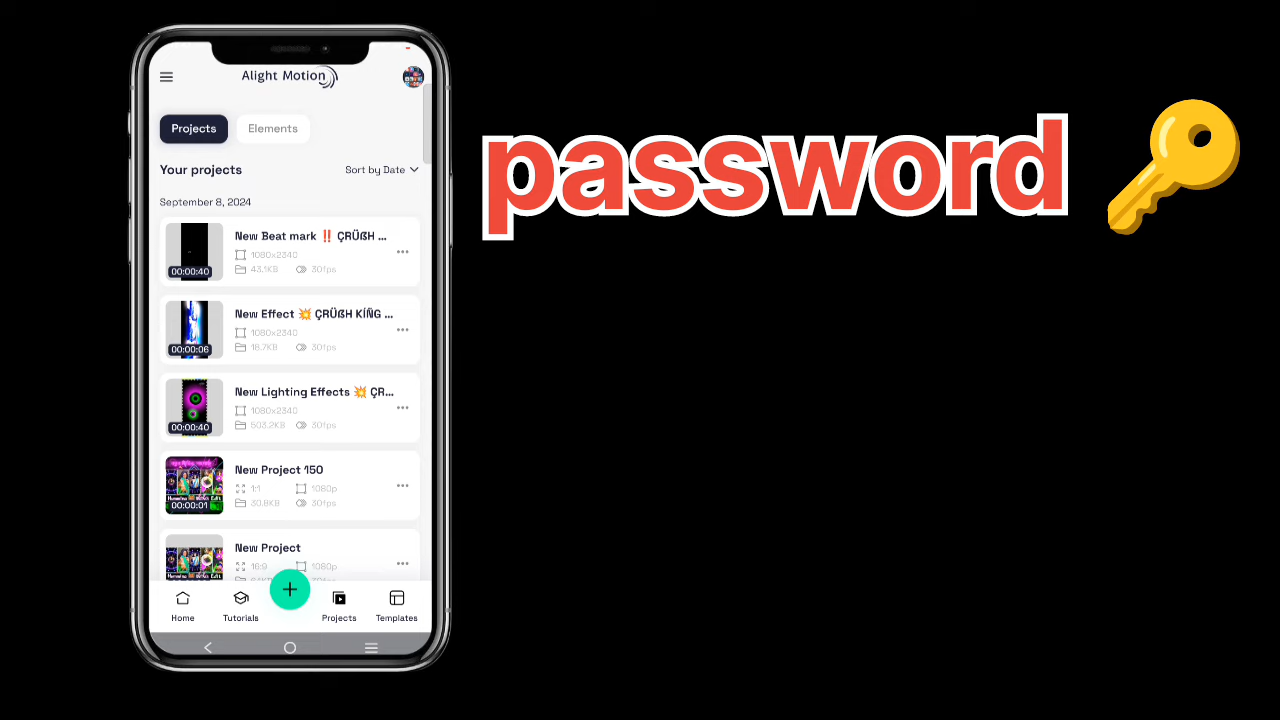 Alight Motion
password
Projects
Elements
Your projects
Sort by Date
September 8, 2024
New Beat mark ‼️ ÇRÜẞH ...
1080x2340
43.1KB
30fps
00:00:40
New Effect 💥 ÇRÜẞH KÍÑG ...
1080x2340
18.7KB
30fps
00:00:06
New Lighting Effects 💥 ÇR...
1080x2340
503.2KB
30fps
00:00:40
New Project 150
1:1
1080p
30.8KB
30fps
00:00:01
New Project
16:9
1080p
Home
Tutorials
Projects
Templates